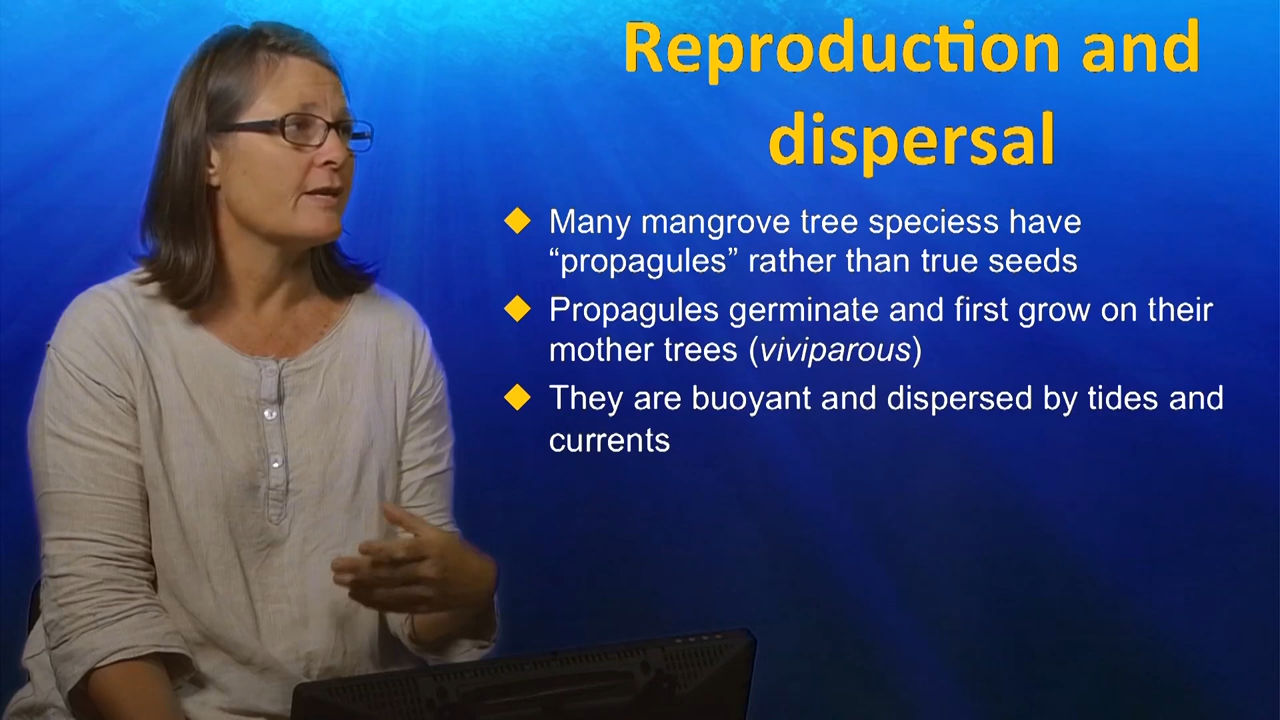 Reproduction and
dispersal
Many mangrove tree speciess have
“propagules” rather than true seeds
Propagules germinate and first grow on their
mother trees (viviparous)
They are buoyant and dispersed by tides and
currents